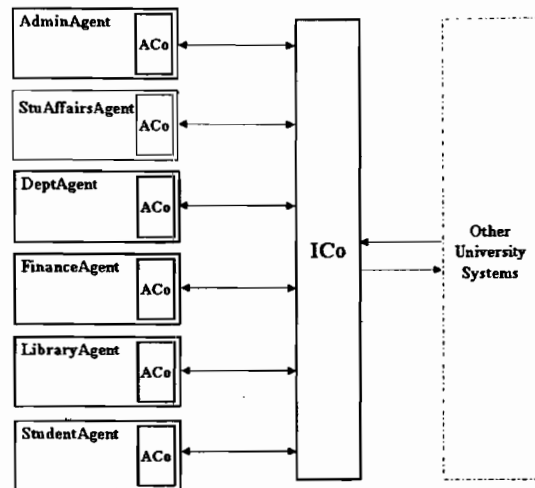 AdminAgent
ACo
StuAffairsAgent
ACo
DeptAgent
ACo
FinanceAgent
ACo
LibraryAgent
ACo
StudentAgent
ACo
ICo
Other
University
Systems